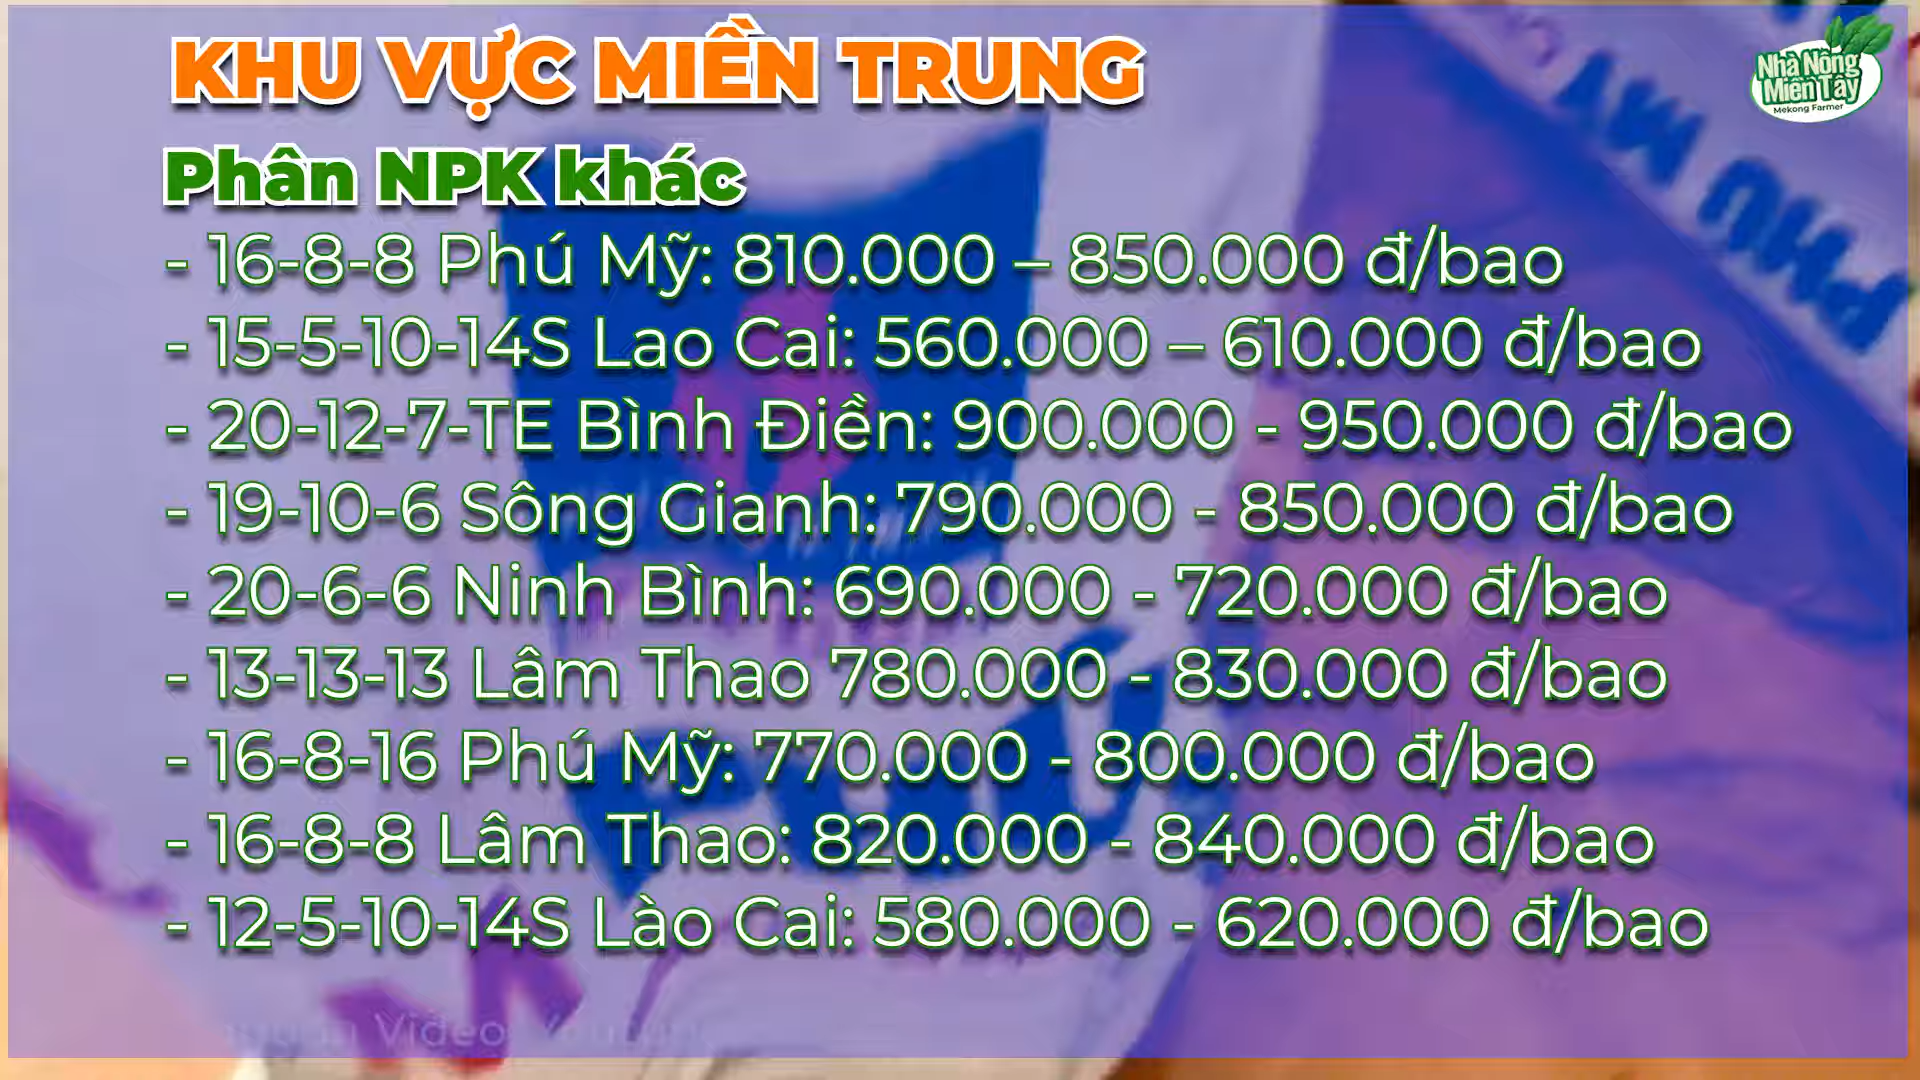 KHU VỰC MIỀN TRUNG
Nhà Nông
Miền Tây
Mekong Farmer
PHU MY
Phân NPK khác
- 16-8-8 Phú Mỹ: 810.000 – 850.000 đ/bao
- 15-5-10-14S Lao Cai: 560.000 – 610.000 đ/bao
- 20-12-7-TE Bình Điền: 900.000 - 950.000 đ/bao
- 19-10-6 Sông Gianh: 790.000 - 850.000 đ/bao
- 20-6-6 Ninh Bình: 690.000 - 720.000 đ/bao
- 13-13-13 Lâm Thao 780.000 - 830.000 đ/bao
- 16-8-16 Phú Mỹ: 770.000 - 800.000 đ/bao
- 16-8-8 Lâm Thao: 820.000 - 840.000 đ/bao
- 12-5-10-14S Lào Cai: 580.000 - 620.000 đ/bao
Video